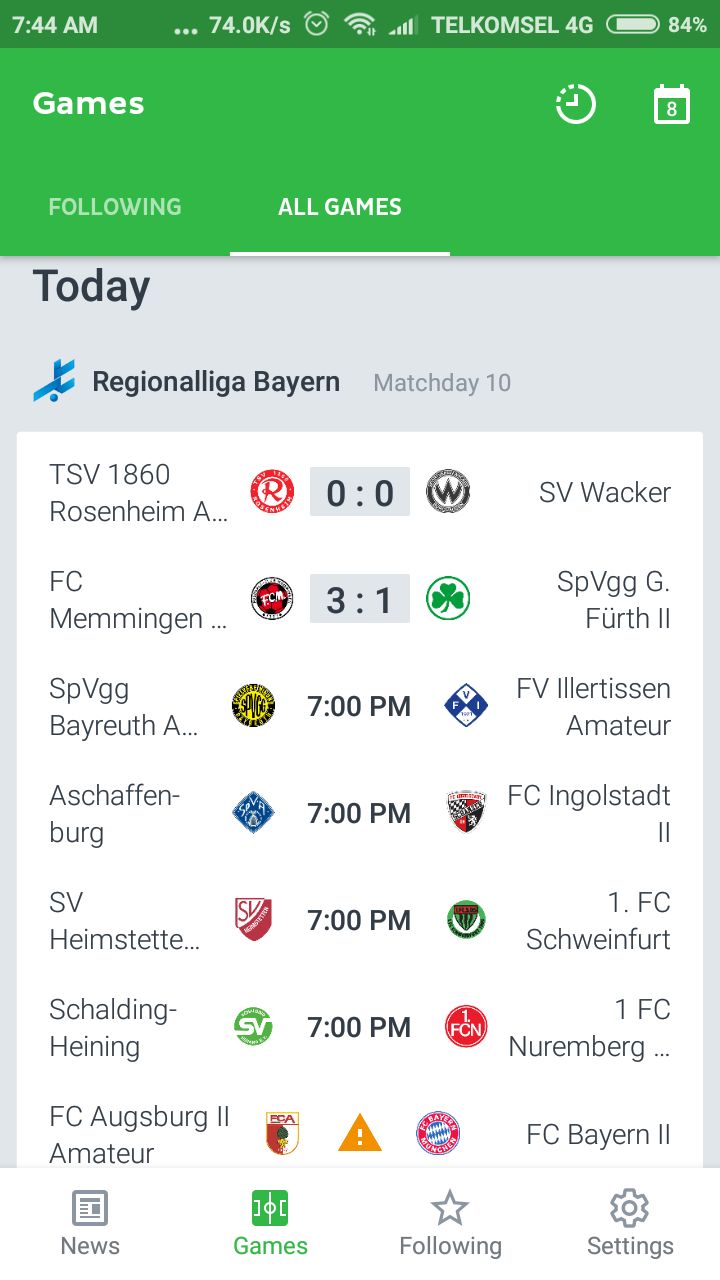 7:44 AM ... 74.0K/s TELKOMSEL 4G 84%
Games 8
FOLLOWING ALL GAMES
Today
Regionalliga Bayern Matchday 10
TSV 1860
Rosenheim A... 0 : 0 SV Wacker
FC
Memmingen ... 3 : 1 SpVgg G.
Fürth II
SpVgg
Bayreuth A... 7:00 PM FV Illertissen
Amateur
Aschaffen-
burg 7:00 PM FC Ingolstadt
II
SV
Heimstette... 7:00 PM 1. FC
Schweinfurt
Schalding-
Heining 7:00 PM 1 FC
Nuremberg ...
FC Augsburg II
Amateur FC Bayern II
News Games Following Settings